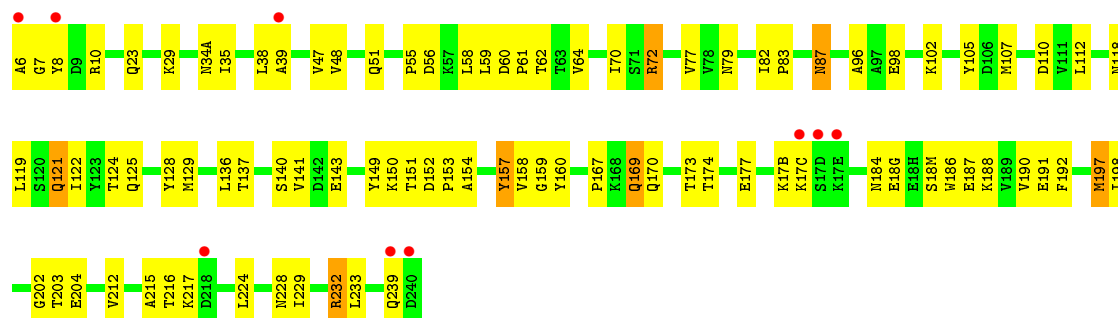 A6 G7 Y8 D9 R10 Q23 K29 N34A I35 L38 A39 V47 V48 Q51 P55 D56 K57 L58 L59 D60 P61 T62 T63 V64 I70 S71 R72 V77 V78 N79 I82 P83 N87 A96 A97 E98 K102 Y105 D106 M107 D110 V111 L112 N118
L119 S120 Q121 I122 Y123 T124 Q125 Y128 M129 L136 T137 S140 V141 D142 E143 Y149 K150 T151 D152 P153 A154 Y157 V158 G159 Y160 P167 K168 Q169 Q170 T173 T174 E177 K17B K17C S17D K17E N184 E18G E18H S18M W186 E187 K188 V189 V190 E191 F192 M197 I198
G202 T203 E204 V212 A215 T216 K217 D218 L224 N228 I229 R232 L233 Q239 D240